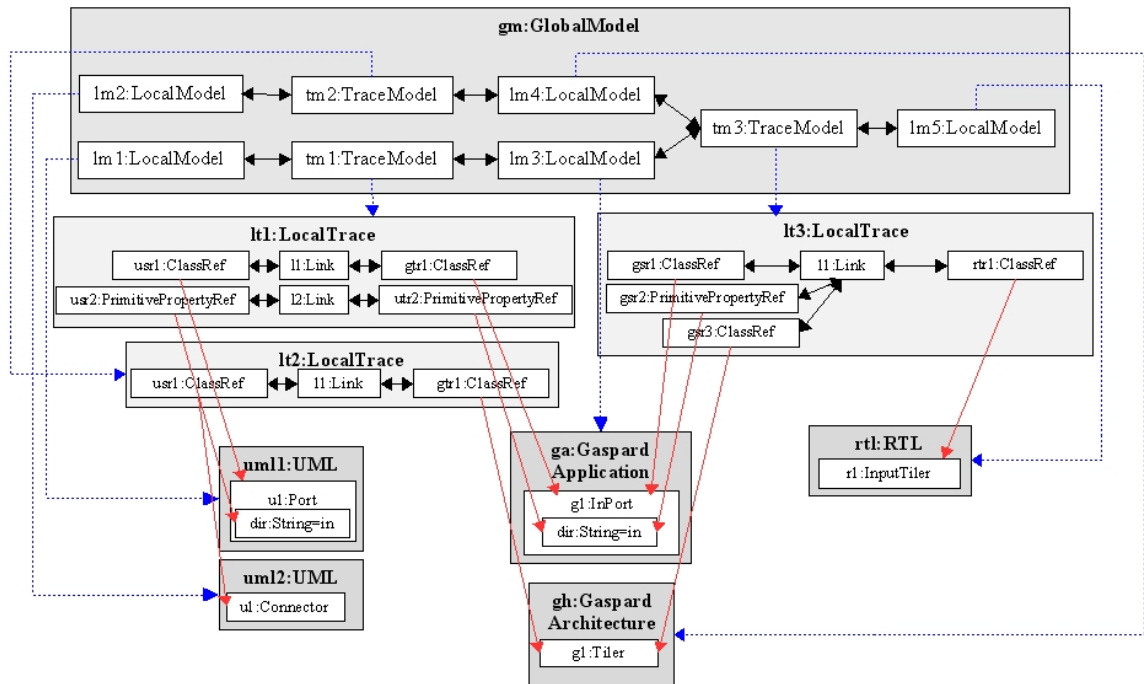 gm:GlobalModel
lm2:LocalModel
tm2:TraceModel
lm4:LocalModel
tm3:TraceModel
lm5:LocalModel
lm1:LocalModel
tm1:TraceModel
lm3:LocalModel
lt1:LocalTrace
usr1:ClassRef
l1:Link
gtr1:ClassRef
usr2:PrimitivePropertyRef
l2:Link
utr2:PrimitivePropertyRef
lt3:LocalTrace
gsr1:ClassRef
l1:Link
rtr1:ClassRef
gsr2:PrimitivePropertyRef
gsr3:ClassRef
lt2:LocalTrace
usr1:ClassRef
l1:Link
gtr1:ClassRef
uml1:UML
u1:Port
dir:String=in
ga:Gaspard
Application
g1:InPort
dir:String=in
rtl:RTL
r1:InputTiler
uml2:UML
u1:Connector
gh:Gaspard
Architecture
g1:Tiler